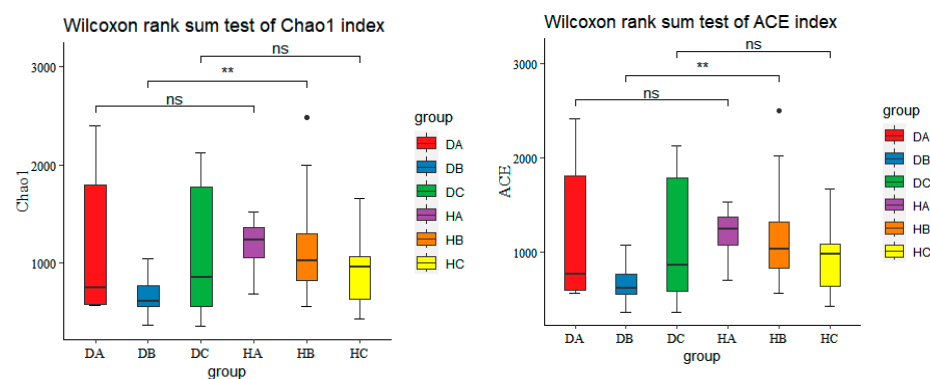 Wilcoxon rank sum test of Chao1 index
ns
**
ns
3000
2000
1000
Chao1
DA DB DC HA HB HC
group
group
DA
DB
DC
HA
HB
HC
Wilcoxon rank sum test of ACE index
ns
**
ns
3000
2000
1000
ACE
DA DB DC HA HB HC
group
group
DA
DB
DC
HA
HB
HC